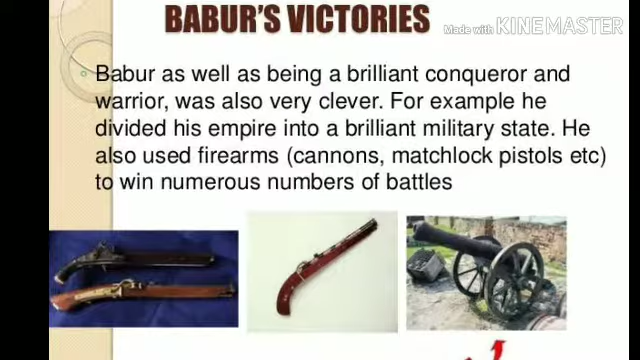 BABUR'S VICTORIES
Made with KINEMASTER
Babur as well as being a brilliant conqueror and
warrior, was also very clever. For example he
divided his empire into a brilliant military state. He
also used firearms (cannons, matchlock pistols etc)
to win numerous numbers of battles